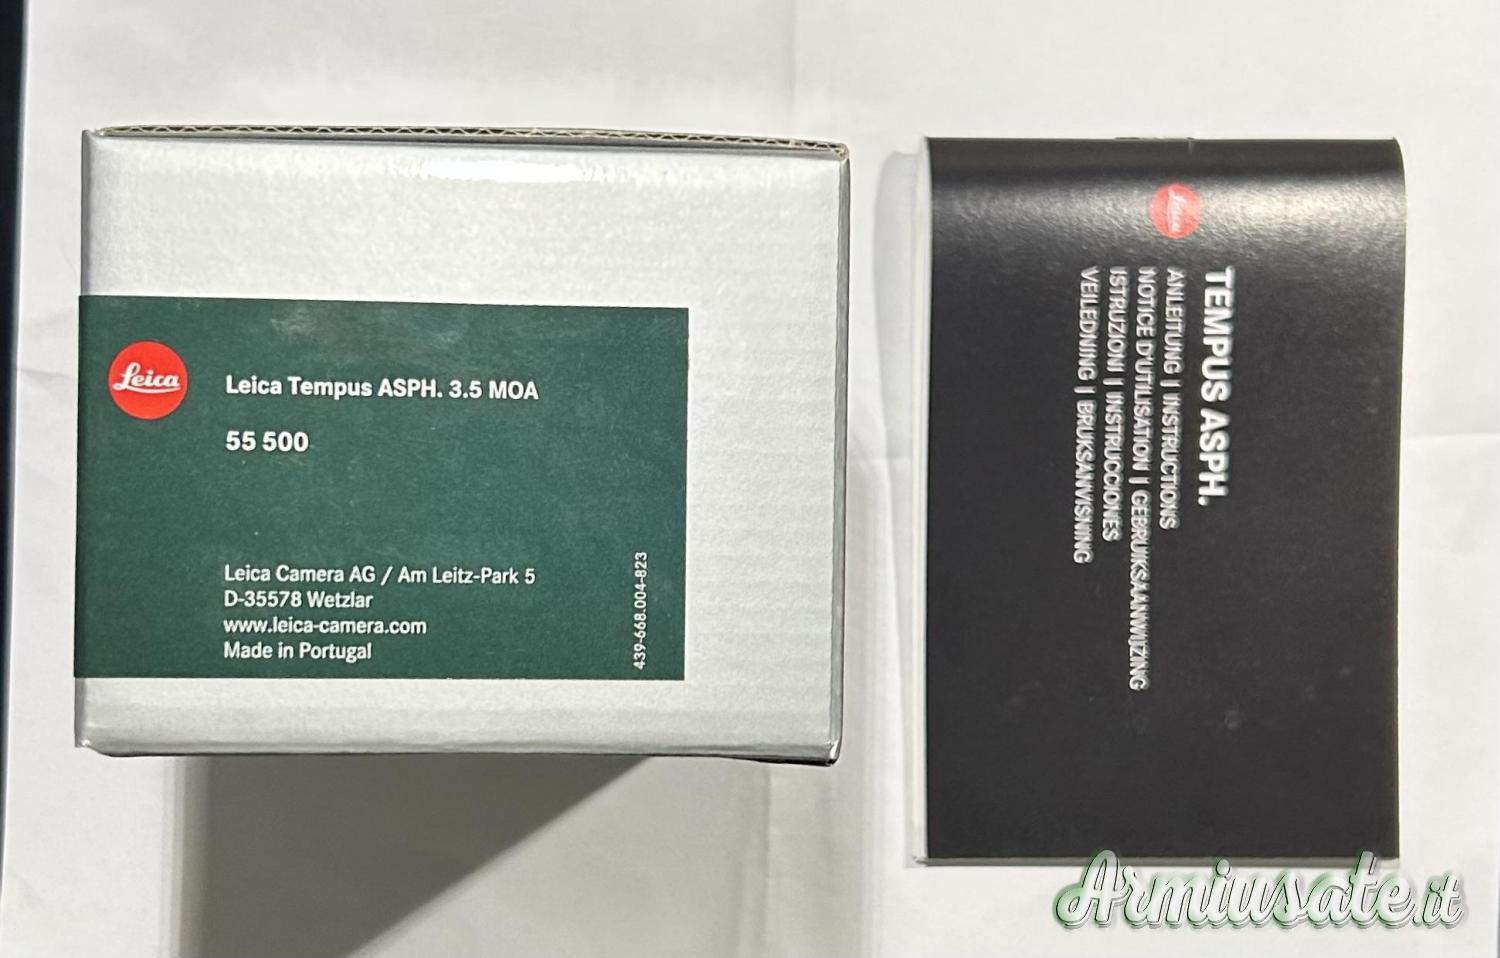 Leica
Leica Tempus ASPH. 3.5 MOA
55 500
Leica Camera AG / Am Leitz-Park 5
D-35578 Wetzlar
www.leica-camera.com
Made in Portugal
439-668.004-823
Leica
TEMPUS ASPH.
ANLEITUNG | INSTRUCTIONS
NOTICE D'UTILISATION | GEBRUIKSAANWIJZING
ISTRUZIONI | INSTRUCCIONES
VEILEDNING | BRUKSANVISNING
Armiusate.it